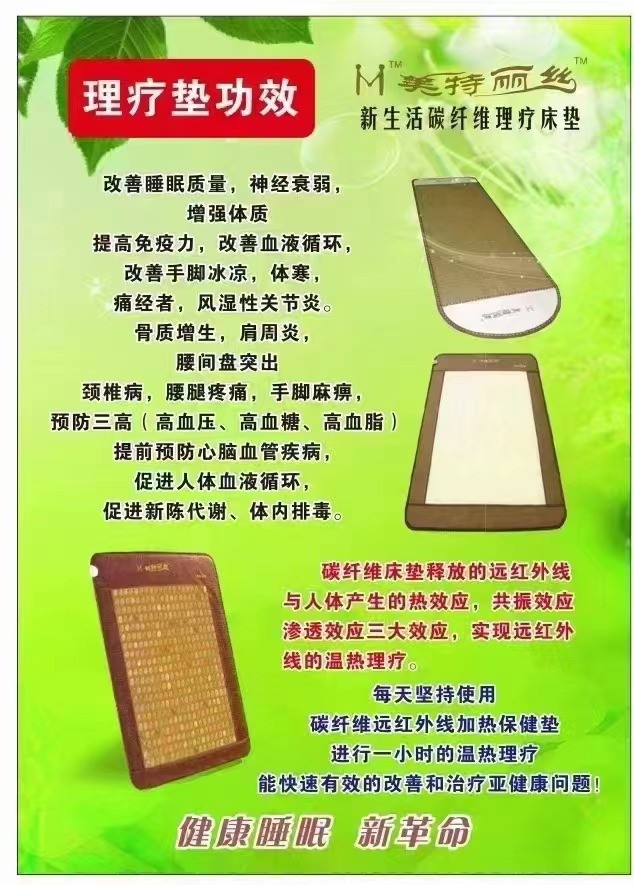 理疗垫功效
M™美特丽丝™
新生活碳纤维理疗床垫
改善睡眠质量，神经衰弱，
增强体质
提高免疫力，改善血液循环，
改善手脚冰凉，体寒，
痛经者，风湿性关节炎。
骨质增生，肩周炎，
腰间盘突出
颈椎病，腰腿疼痛，手脚麻痹，
预防三高（高血压、高血糖、高血脂）
提前预防心脑血管疾病，
促进人体血液循环，
促进新陈代谢、体内排毒。
美特丽丝
碳纤维床垫释放的远红外线
与人体产生的热效应，共振效应
渗透效应三大效应，实现远红外
线的温热理疗。
每天坚持使用
碳纤维远红外线加热保健垫
进行一小时的温热理疗
能快速有效的改善和治疗亚健康问题！
健康睡眠 新革命